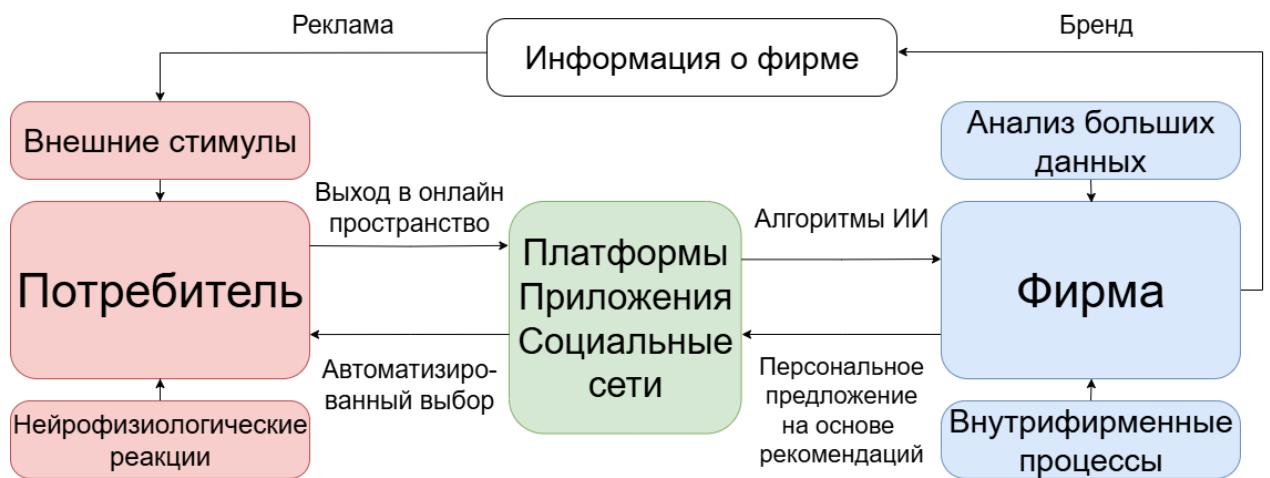 Реклама
Информация о фирме
Бренд
Внешние стимулы
Анализ больших
данных
Выход в онлайн
пространство
Алгоритмы ИИ
Потребитель
Платформы
Приложения
Социальные
сети
Фирма
Автоматизиро-
ванный выбор
Персональное
предложение
на основе
рекомендаций
Нейрофизиологические
реакции
Внутрифирменные
процессы